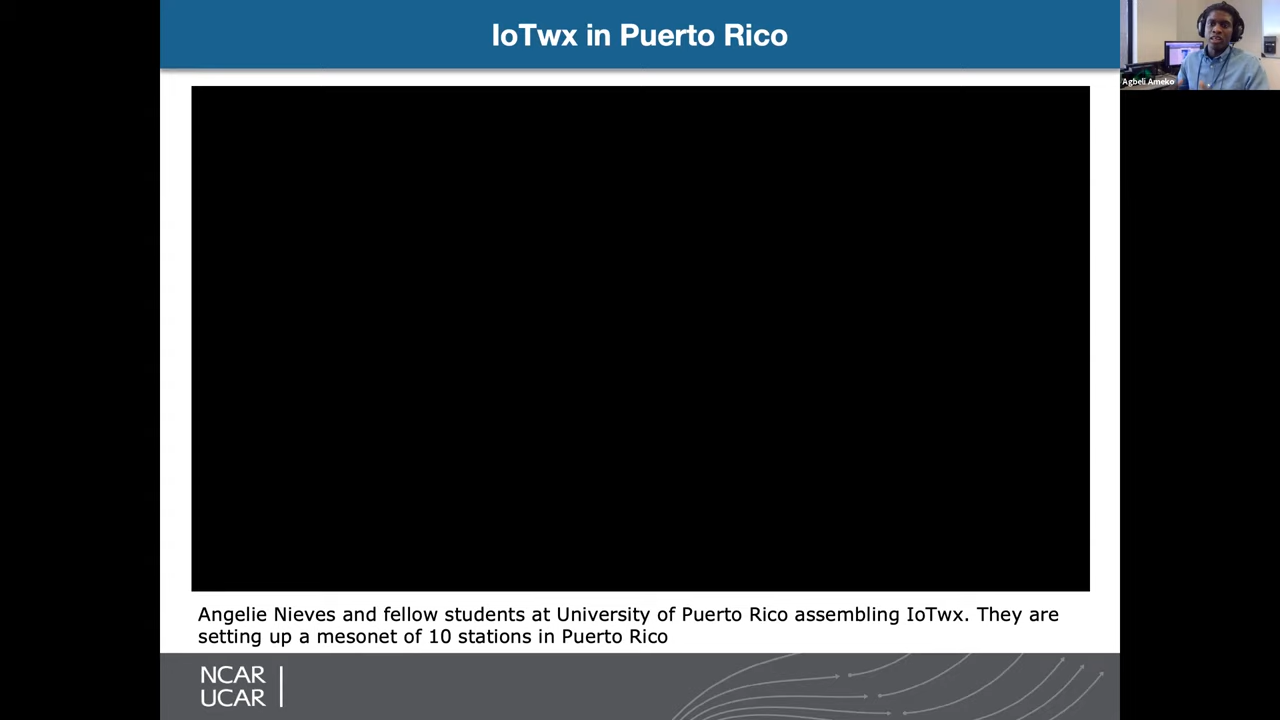 IoTwx in Puerto Rico
Agbeli Ameko
Angelie Nieves and fellow students at University of Puerto Rico assembling IoTwx. They are
setting up a mesonet of 10 stations in Puerto Rico
NCAR
UCAR